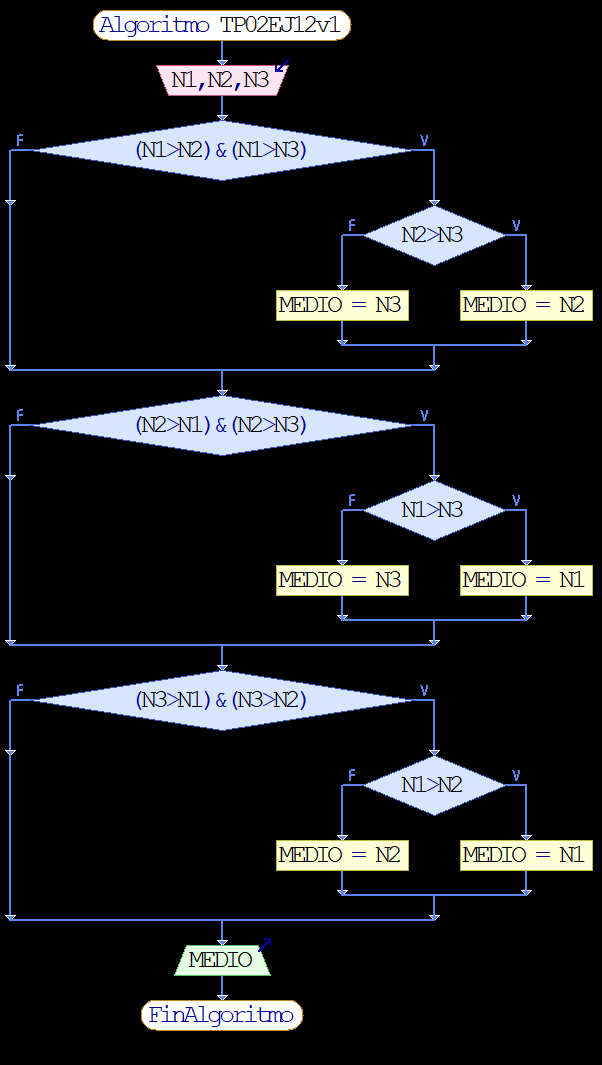 Algoritmo TP02EJ12v1
N1,N2,N3
F
(N1>N2)&(N1>N3)
V
F
N2>N3
V
MEDIO = N3
MEDIO = N2
F
(N2>N1)&(N2>N3)
V
F
N1>N3
V
MEDIO = N3
MEDIO = N1
F
(N3>N1)&(N3>N2)
V
F
N1>N2
V
MEDIO = N2
MEDIO = N1
MEDIO
FinAlgoritmo